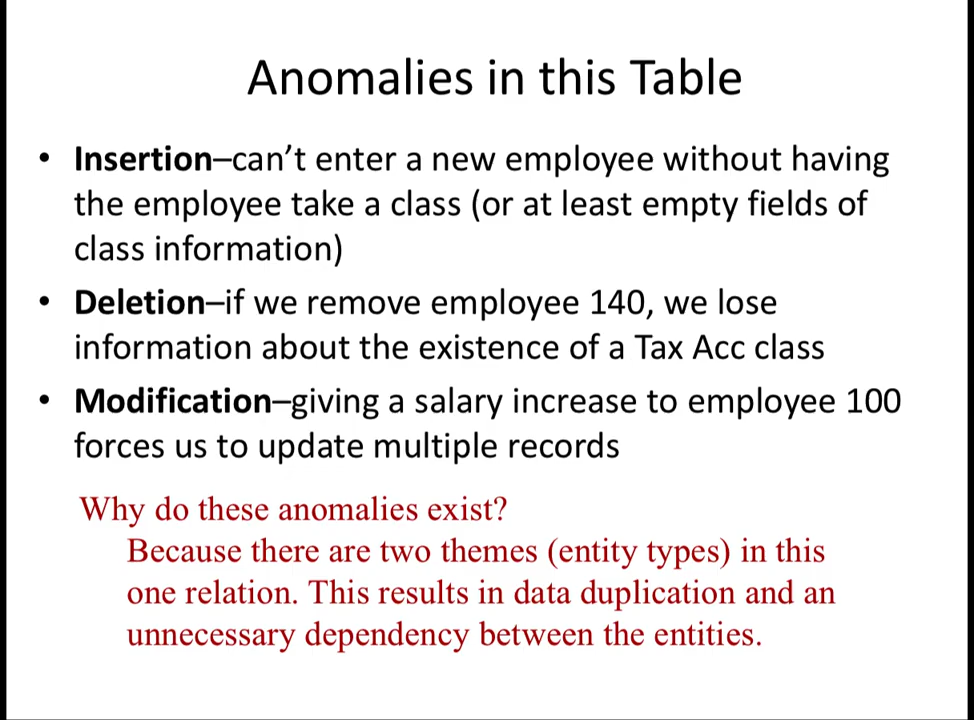 Anomalies in this Table
• Insertion–can’t enter a new employee without having
the employee take a class (or at least empty fields of
class information)
• Deletion–if we remove employee 140, we lose
information about the existence of a Tax Acc class
• Modification–giving a salary increase to employee 100
forces us to update multiple records
Why do these anomalies exist?
Because there are two themes (entity types) in this
one relation. This results in data duplication and an
unnecessary dependency between the entities.